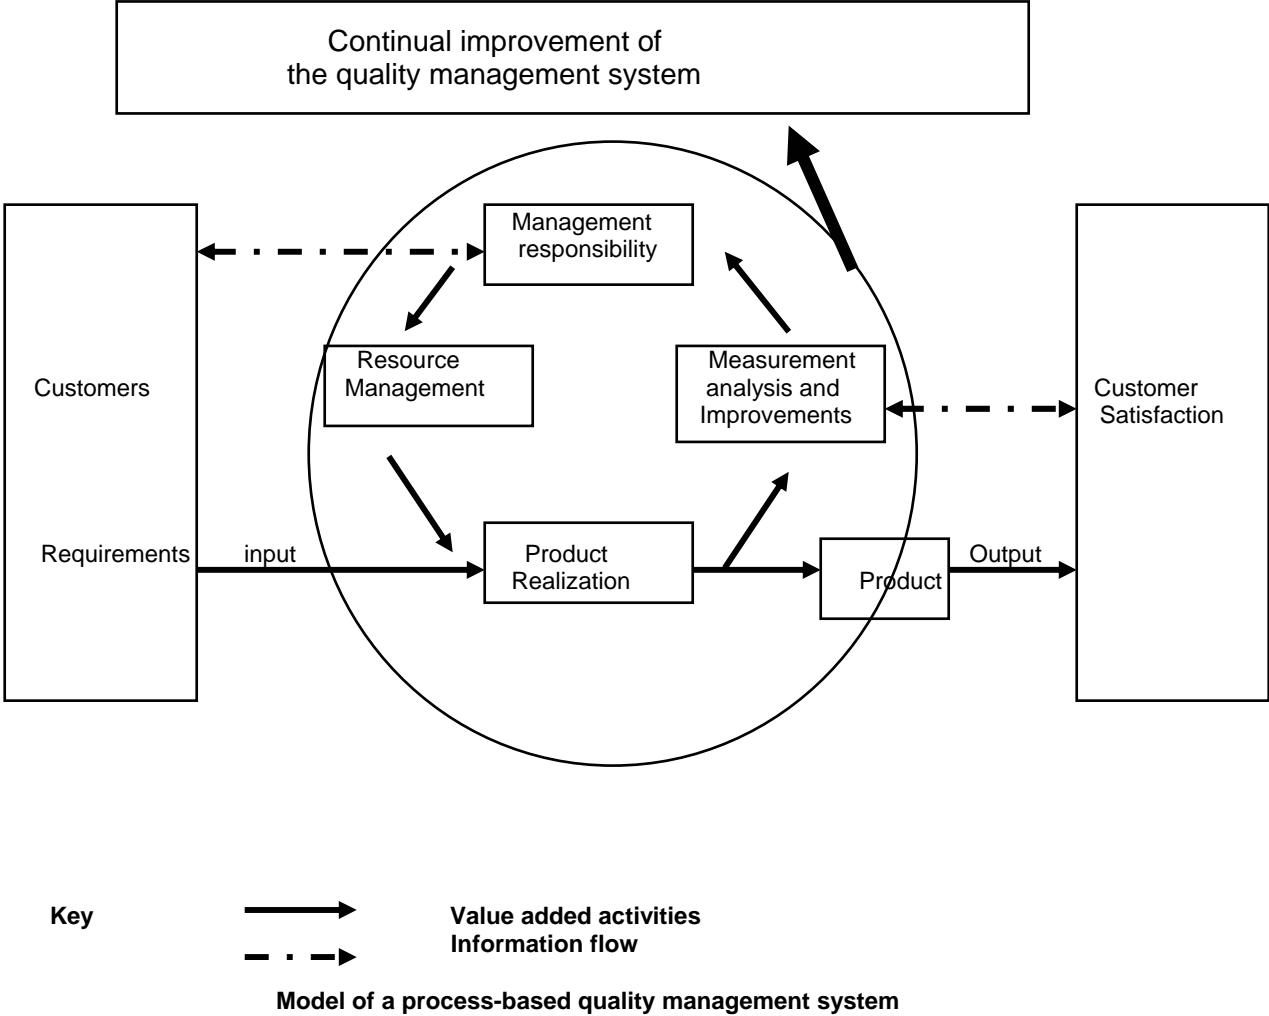 Continual improvement of
the quality management system
Management
responsibility
Resource
Management
Measurement
analysis and
Improvements
Customers
Customer
Satisfaction
Requirements
input
Product
Realization
Product
Output
Key
Value added activities
Information flow
Model of a process-based quality management system